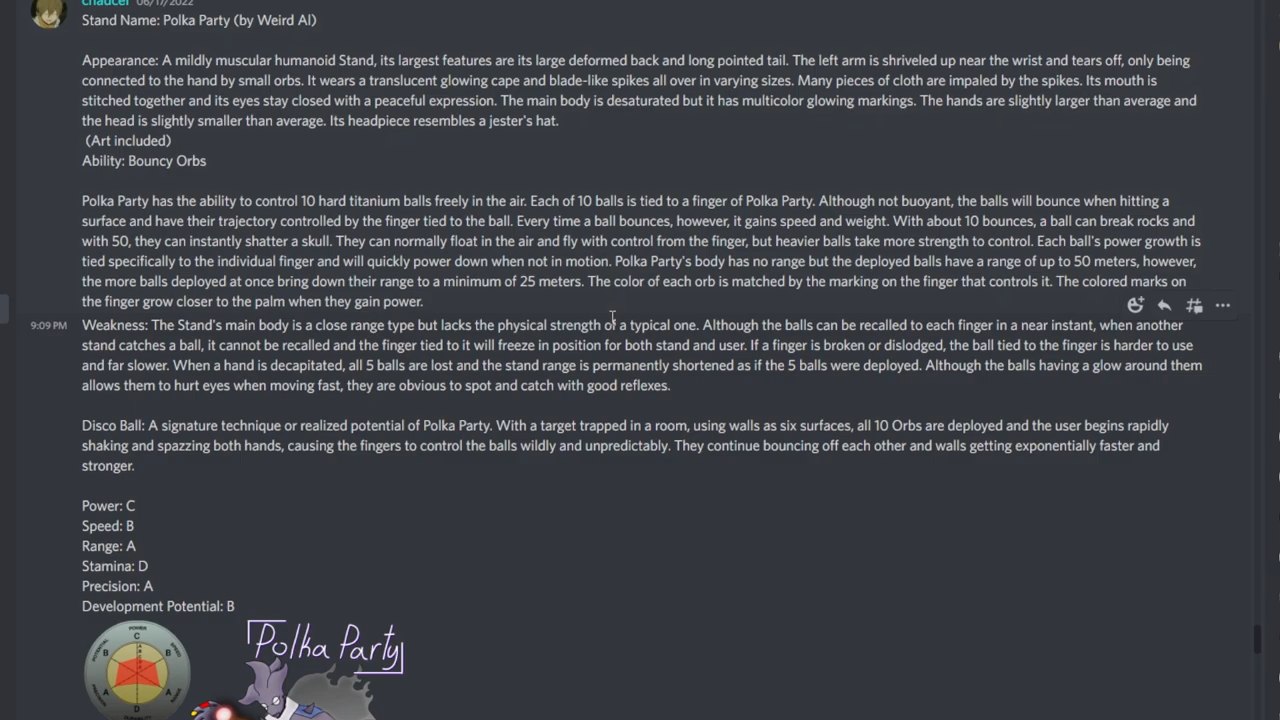 chaucer 06/17/2022
Stand Name: Polka Party (by Weird Al)
Appearance: A mildly muscular humanoid Stand, its largest features are its large deformed back and long pointed tail. The left arm is shriveled up near the wrist and tears off, only being
connected to the hand by small orbs. It wears a translucent glowing cape and blade-like spikes all over in varying sizes. Many pieces of cloth are impaled by the spikes. Its mouth is
stitched together and its eyes stay closed with a peaceful expression. The main body is desaturated but it has multicolor glowing markings. The hands are slightly larger than average and
the head is slightly smaller than average. Its headpiece resembles a jester's hat.
(Art included)
Ability: Bouncy Orbs
Polka Party has the ability to control 10 hard titanium balls freely in the air. Each of 10 balls is tied to a finger of Polka Party. Although not buoyant, the balls will bounce when hitting a
surface and have their trajectory controlled by the finger tied to the ball. Every time a ball bounces, however, it gains speed and weight. With about 10 bounces, a ball can break rocks and
with 50, they can instantly shatter a skull. They can normally float in the air and fly with control from the finger, but heavier balls take more strength to control. Each ball's power growth is
tied specifically to the individual finger and will quickly power down when not in motion. Polka Party's body has no range but the deployed balls have a range of up to 50 meters, however,
the more balls deployed at once bring down their range to a minimum of 25 meters. The color of each orb is matched by the marking on the finger that controls it. The colored marks on
the finger grow closer to the palm when they gain power.
9:09 PM Weakness: The Stand's main body is a close range type but lacks the physical strength of a typical one. Although the balls can be recalled to each finger in a near instant, when another
stand catches a ball, it cannot be recalled and the finger tied to it will freeze in position for both stand and user. If a finger is broken or dislodged, the ball tied to the finger is harder to use
and far slower. When a hand is decapitated, all 5 balls are lost and the stand range is permanently shortened as if the 5 balls were deployed. Although the balls having a glow around them
allows them to hurt eyes when moving fast, they are obvious to spot and catch with good reflexes.
Disco Ball: A signature technique or realized potential of Polka Party. With a target trapped in a room, using walls as six surfaces, all 10 Orbs are deployed and the user begins rapidly
shaking and spazzing both hands, causing the fingers to control the balls wildly and unpredictably. They continue bouncing off each other and walls getting exponentially faster and
stronger.
Power: C
Speed: B
Range: A
Stamina: D
Precision: A
Development Potential: B
Polka Party
C
B B
A A
D